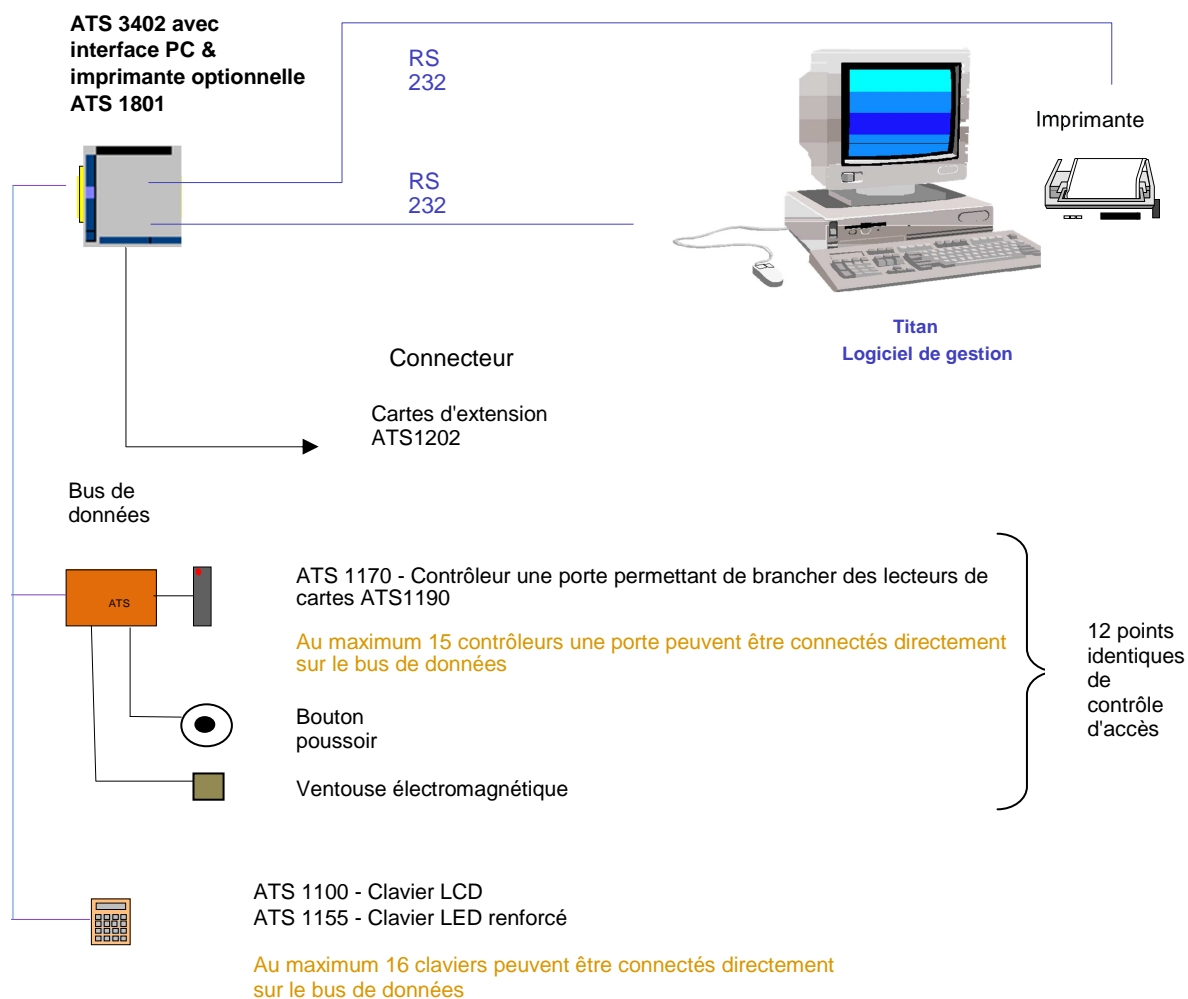 ATS 3402 avec
interface PC &
imprimante optionnelle
ATS 1801
RS
232
Imprimante
RS
232
Titan
Logiciel de gestion
Connecteur
Cartes d'extension
ATS1202
Bus de
données
ATS
ATS 1170 - Contrôleur une porte permettant de brancher des lecteurs de
cartes ATS1190
Au maximum 15 contrôleurs une porte peuvent être connectés directement
sur le bus de données
12 points
identiques
de
contrôle
d'accès
Bouton
poussoir
Ventouse électromagnétique
ATS 1100 - Clavier LCD
ATS 1155 - Clavier LED renforcé
Au maximum 16 claviers peuvent être connectés directement
sur le bus de données